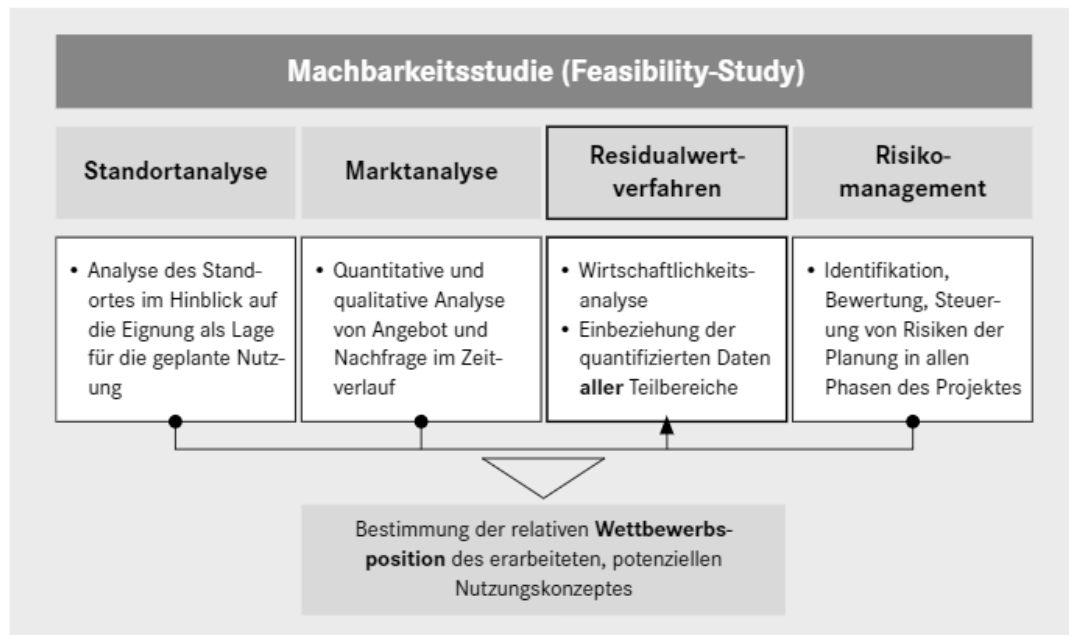 Machbarkeitsstudie (Feasibility-Study)
Standortanalyse
Marktanalyse
Residualwert-
verfahren
Risiko-
management
• Analyse des Stand-
ortes im Hinblick auf
die Eignung als Lage
für die geplante Nutz-
ung
• Quantitative und
qualitative Analyse
von Angebot und
Nachfrage im Zeit-
verlauf
• Wirtschaftlichkeits-
analyse
• Einbeziehung der
quantifizierten Daten
aller Teilbereiche
• Identifikation,
Bewertung, Steuer-
ung von Risiken der
Planung in allen
Phasen des Projektes
Bestimmung der relativen Wettbewerbs-
position des erarbeiteten, potenziellen
Nutzungskonzeptes